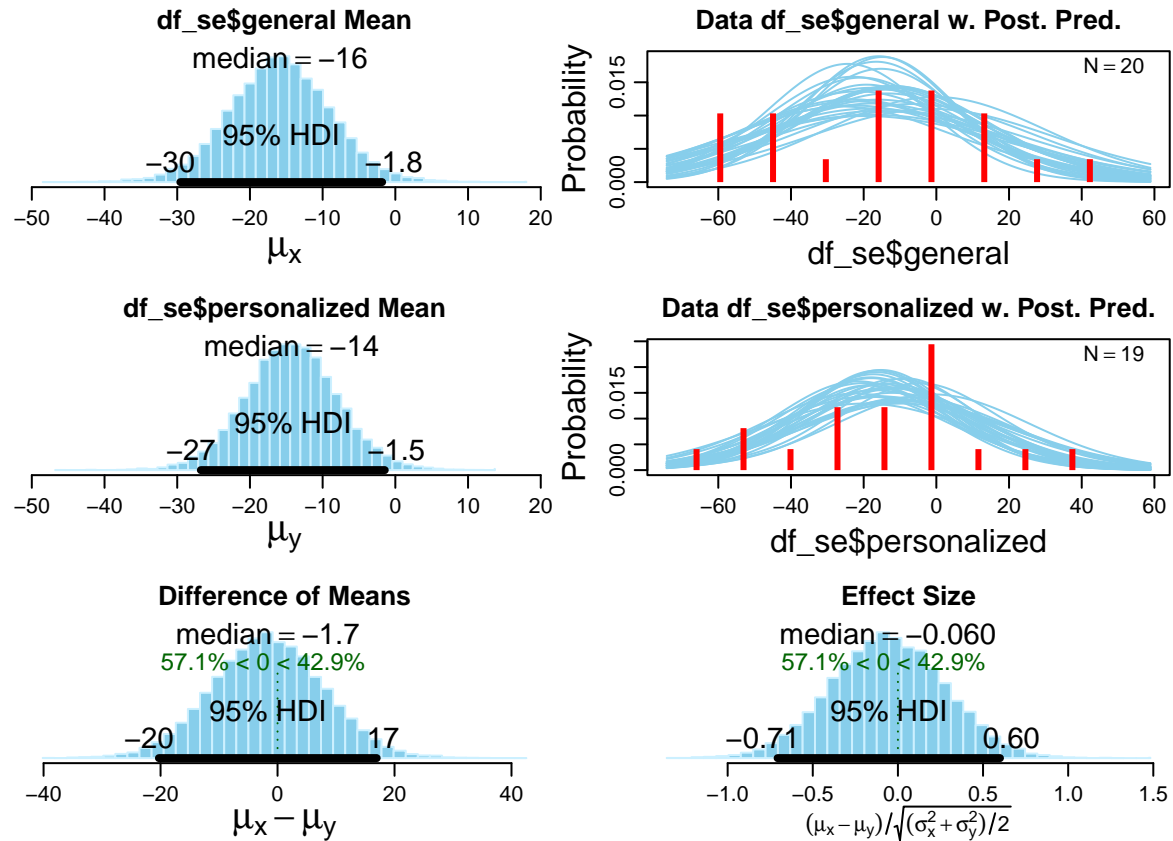 df_se$general Mean
median = −16
95% HDI
−30 −1.8
−50 −40 −30 −20 −10 0 10 20
μx
Data df_se$general w. Post. Pred.
N = 20
Probability
0.000 0.015
−60 −40 −20 0 20 40 60
df_se$general
df_se$personalized Mean
median = −14
95% HDI
−27 −1.5
−50 −40 −30 −20 −10 0 10 20
μy
Data df_se$personalized w. Post. Pred.
N = 19
Probability
0.000 0.015
−60 −40 −20 0 20 40 60
df_se$personalized
Difference of Means
median = −1.7
57.1% < 0 < 42.9%
95% HDI
−20 17
−40 −20 0 20 40
μx − μy
Effect Size
median = −0.060
57.1% < 0 < 42.9%
95% HDI
−0.71 0.60
−1.0 −0.5 0.0 0.5 1.0 1.5
(μx − μy)/√(σx² + σy²)/2